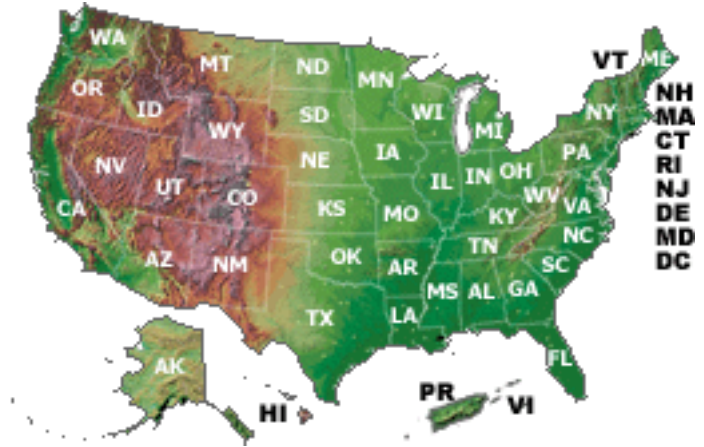 WA
MT
ND
MN
VT
ME
OR
ID
SD
WI
MI
NY
NH
WY
MA
NV
UT
CO
NE
IA
IL
IN
OH
PA
CT
RI
CA
KS
MO
KY
WV
VA
NJ
DE
AZ
NM
OK
AR
TN
NC
MD
SC
DC
TX
LA
MS
AL
GA
FL
AK
HI
PR
VI